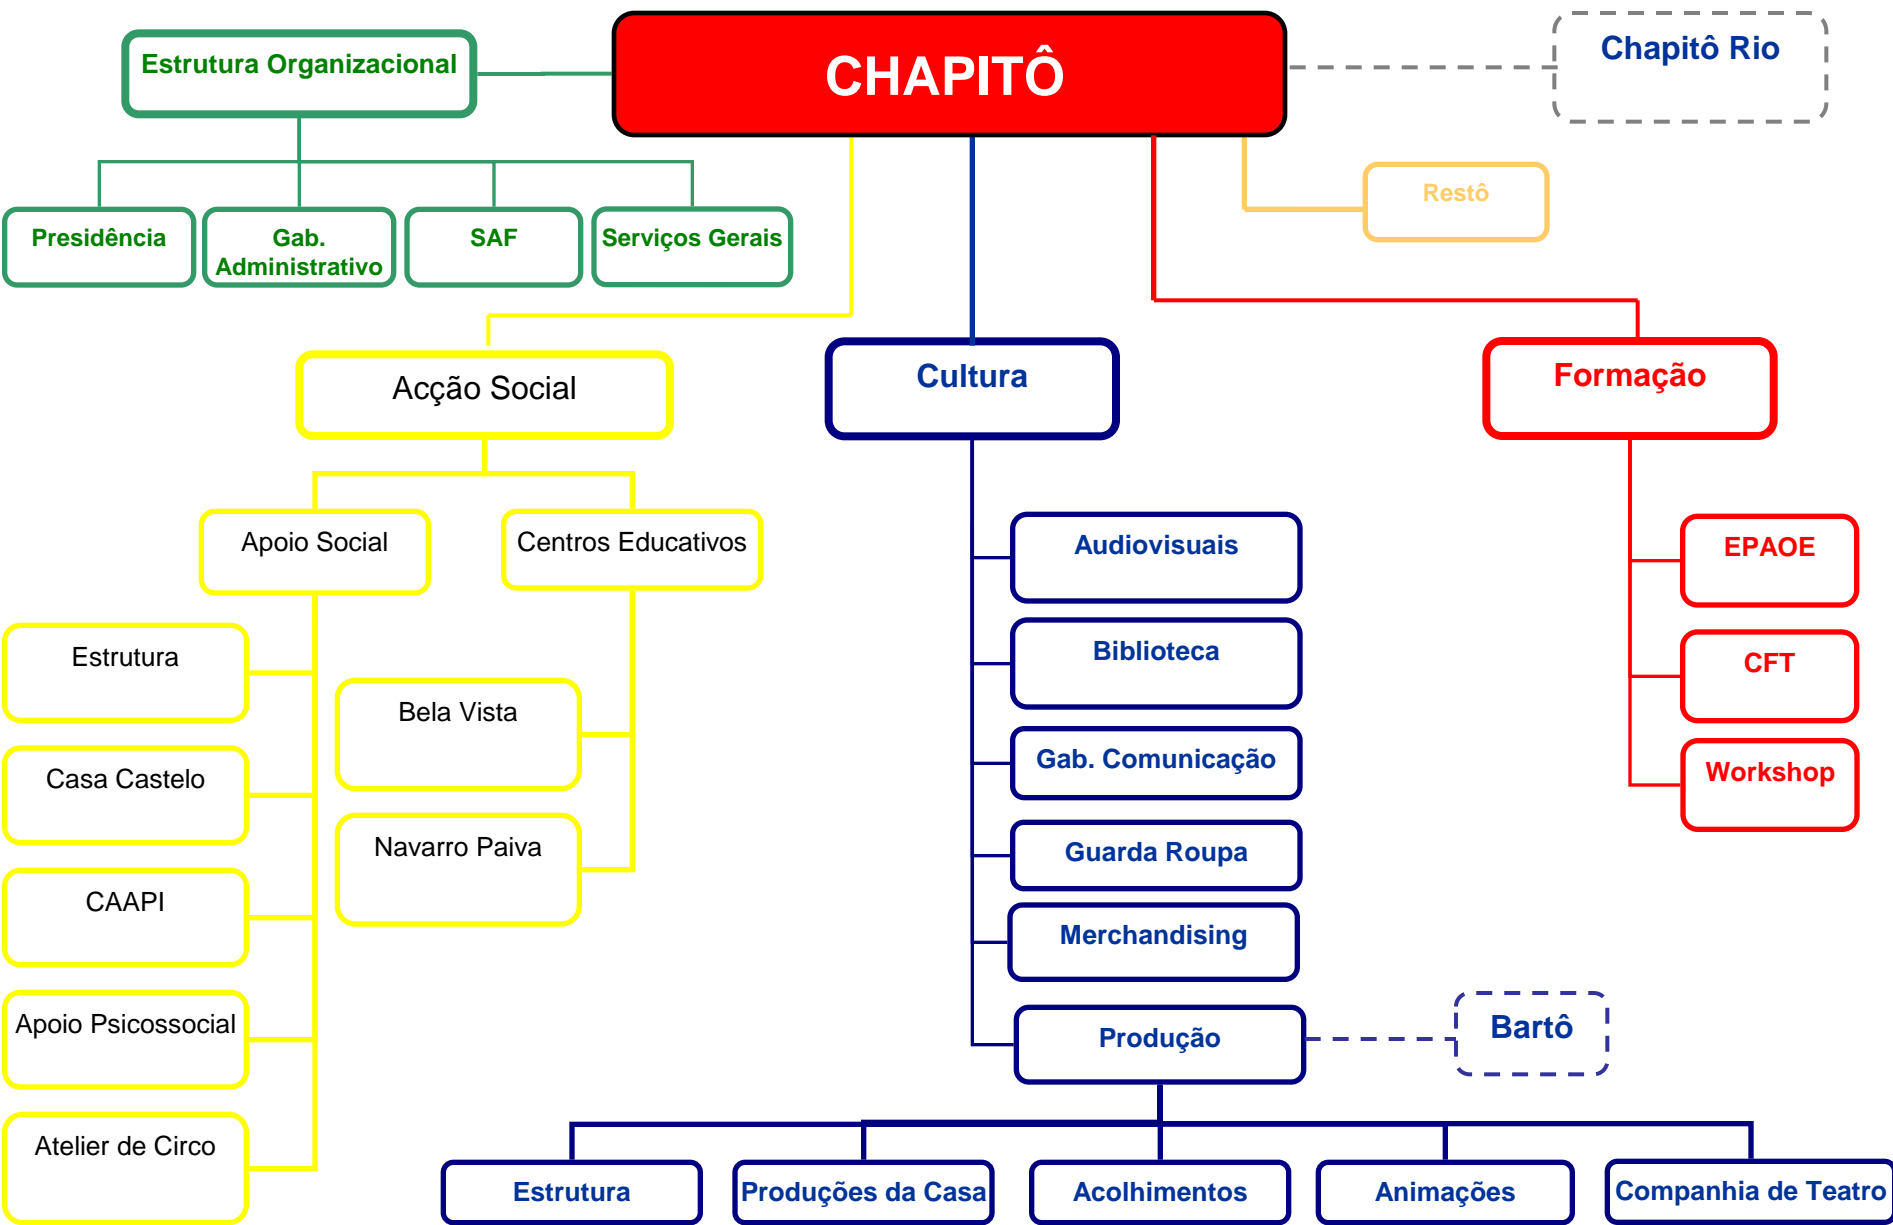 Estrutura Organizacional
CHAPITÔ
Chapitô Rio
Restô
Presidência
Gab.
Administrativo
SAF
Serviços Gerais
Acção Social
Cultura
Formação
Apoio Social
Centros Educativos
Audiovisuais
EPAOE
Estrutura
Biblioteca
CFT
Bela Vista
Casa Castelo
Gab. Comunicação
Workshop
Navarro Paiva
Guarda Roupa
CAAPI
Merchandising
Apoio Psicossocial
Produção
Bartô
Atelier de Circo
Estrutura
Produções da Casa
Acolhimentos
Animações
Companhia de Teatro